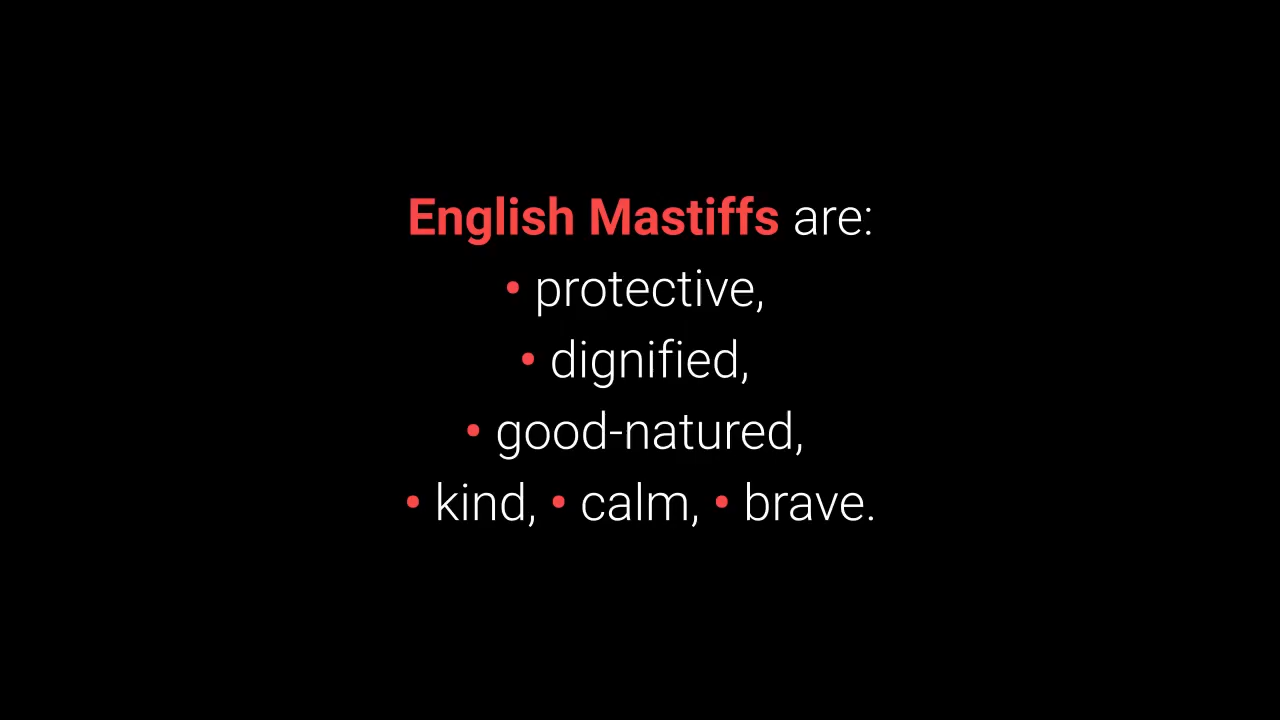 English Mastiffs are:
• protective,
• dignified,
• good-natured,
• kind, • calm, • brave.